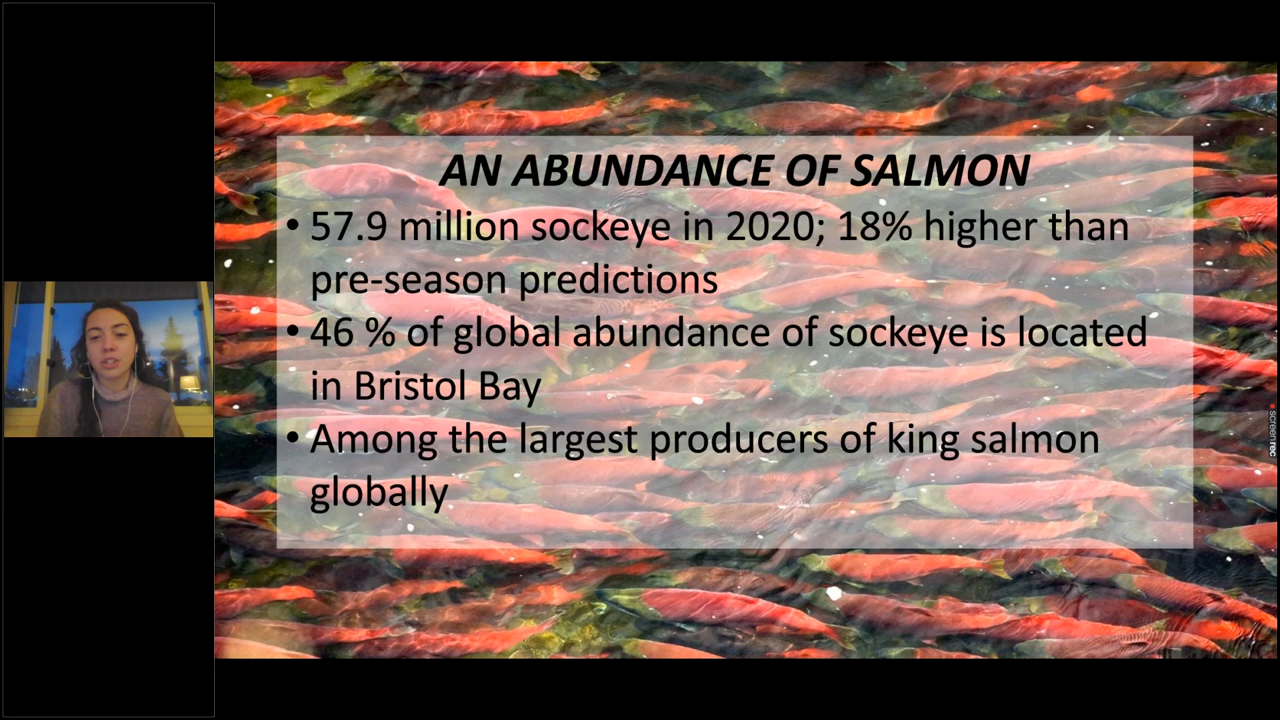 AN ABUNDANCE OF SALMON
• 57.9 million sockeye in 2020; 18% higher than
pre-season predictions
• 46 % of global abundance of sockeye is located
in Bristol Bay
• Among the largest producers of king salmon
globally
screenrec